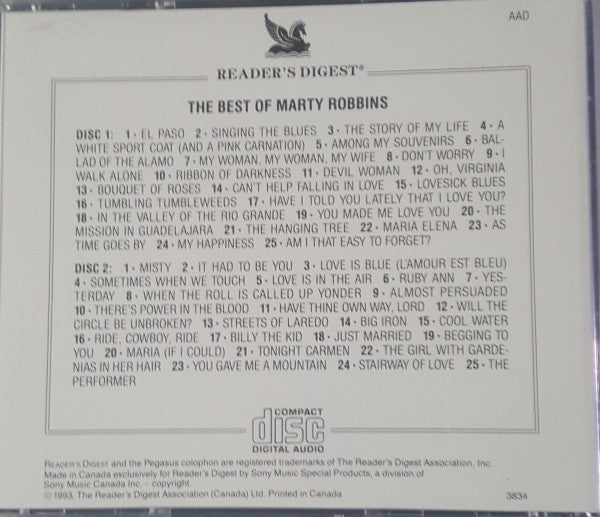 AAD
READER'S DIGEST®
THE BEST OF MARTY ROBBINS
DISC 1: 1 · EL PASO 2 · SINGING THE BLUES 3 · THE STORY OF MY LIFE 4 · A
WHITE SPORT COAT (AND A PINK CARNATION) 5 · AMONG MY SOUVENIRS 6 · BAL-
LAD OF THE ALAMO 7 · MY WOMAN, MY WOMAN, MY WIFE 8 · DON'T WORRY 9 · I
WALK ALONE 10 · RIBBON OF DARKNESS 11 · DEVIL WOMAN 12 · OH, VIRGINIA
13 · BOUQUET OF ROSES 14 · CAN'T HELP FALLING IN LOVE 15 · LOVESICK BLUES
16 · TUMBLING TUMBLEWEEDS 17 · HAVE I TOLD YOU LATELY THAT I LOVE YOU?
18 · IN THE VALLEY OF THE RIO GRANDE 19 · YOU MADE ME LOVE YOU 20 · THE
MISSION IN GUADELAJARA 21 · THE HANGING TREE 22 · MARIA ELENA 23 · AS
TIME GOES BY 24 · MY HAPPINESS 25 · AM I THAT EASY TO FORGET?
DISC 2: 1 · MISTY 2 · IT HAD TO BE YOU 3 · LOVE IS BLUE (L'AMOUR EST BLEU)
4 · SOMETIMES WHEN WE TOUCH 5 · LOVE IS IN THE AIR 6 · RUBY ANN 7 · YES-
TERDAY 8 · WHEN THE ROLL IS CALLED UP YONDER 9 · ALMOST PERSUADED
10 · THERE'S POWER IN THE BLOOD 11 · HAVE THINE OWN WAY, LORD 12 · WILL THE
CIRCLE BE UNBROKEN? 13 · STREETS OF LAREDO 14 · BIG IRON 15 · COOL WATER
16 · RIDE, COWBOY, RIDE 17 · BILLY THE KID 18 · JUST MARRIED 19 · BEGGING TO
YOU 20 · MARIA (IF I COULD) 21 · TONIGHT CARMEN 22 · THE GIRL WITH GARDE-
NIAS IN HER HAIR 23 · YOU GAVE ME A MOUNTAIN 24 · STAIRWAY OF LOVE 25 · THE
PERFORMER
COMPACT
disc
DIGITAL AUDIO
READER'S DIGEST and the Pegasus colophon are registered trademarks of The Reader's Digest Association, Inc.
Made in Canada exclusively for Reader's Digest by Sony Music Special Products, a division of
Sony Music Canada Inc. – copyright.
© 1993, The Reader's Digest Association (Canada) Ltd. Printed in Canada
3834